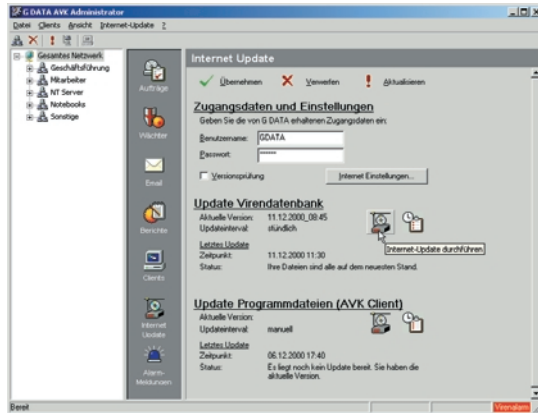 G DATA AVK Administrator
Datei Clients Ansicht Internet-Update ?
Gesamtes Netzwerk
Geschäftsführung
Mitarbeiter
NT Server
Notebooks
Sonstige
Aufträge
Wächter
Email
Berichte
Clients
Internet
Update
Alarm-
Meldungen
Internet Update
Übernehmen Verwerfen Aktualisieren
Zugangsdaten und Einstellungen
Geben Sie die von G DATA erhaltenen Zugangsdaten ein:
Benutzername: GDATA
Passwort: ******
Versionsprüfung Internet Einstellungen...
Update Virendatenbank
Aktuelle Version: 11.12.2000_08:45
Updateinterval: stündlich
Internet-Update durchführen
Letztes Update
Zeitpunkt: 11.12.2000 11:30
Status: Ihre Dateien sind alle auf dem neuesten Stand.
Update Programmdateien (AVK Client)
Aktuelle Version:
Updateinterval: manuell
Letztes Update
Zeitpunkt: 06.12.2000 17:40
Status: Es liegt noch kein Update bereit. Sie haben die
aktuelle Version.
Bereit Virenalarm